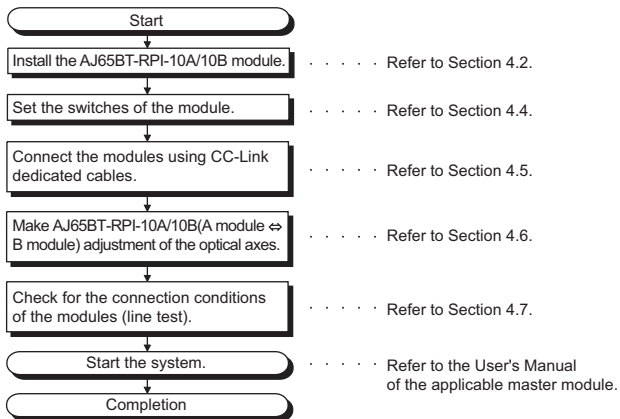 Start
Install the AJ65BT-RPI-10A/10B module. · · · · · Refer to Section 4.2.
Set the switches of the module. · · · · · Refer to Section 4.4.
Connect the modules using CC-Link
dedicated cables. · · · · · Refer to Section 4.5.
Make AJ65BT-RPI-10A/10B(A module ⇔
B module) adjustment of the optical axes. · · · · · Refer to Section 4.6.
Check for the connection conditions
of the modules (line test). · · · · · Refer to Section 4.7.
Start the system. · · · · · Refer to the User's Manual
of the applicable master module.
Completion